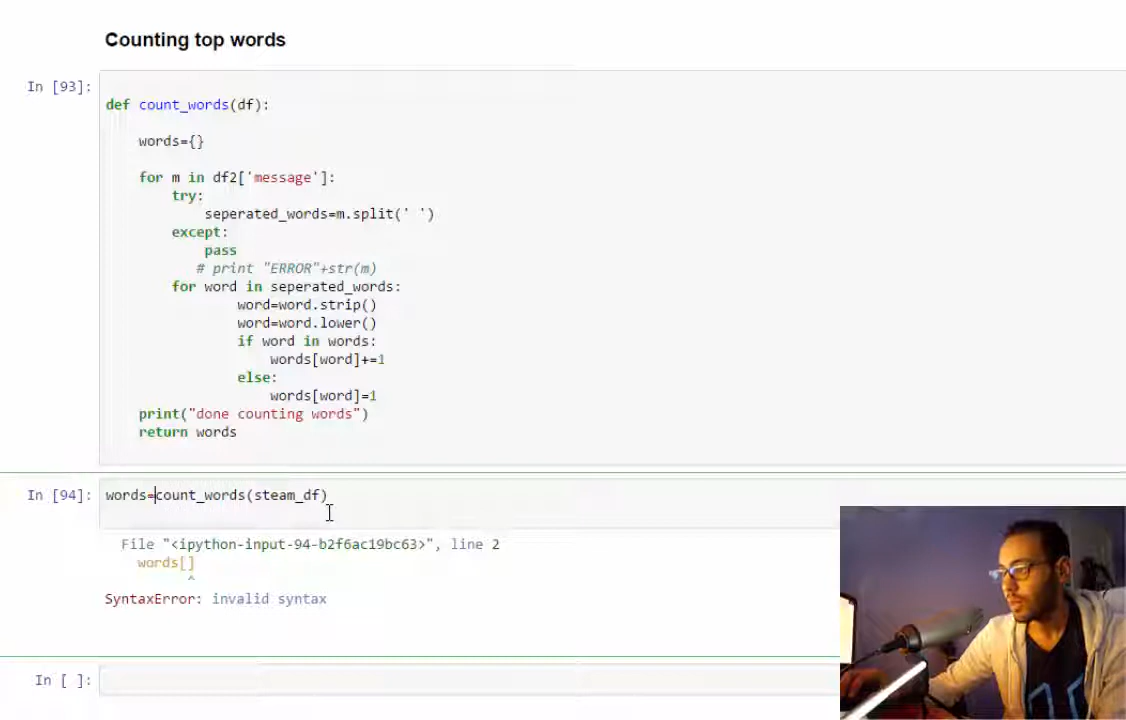 Counting top words
In [93]:
def count_words(df):
words={}
for m in df2['message']:
try:
seperated_words=m.split(' ')
except:
pass
# print "ERROR"+str(m)
for word in seperated_words:
word=word.strip()
word=word.lower()
if word in words:
words[word]+=1
else:
words[word]=1
print("done counting words")
return words
In [94]: words=count_words(steam_df)
File "<ipython-input-94-b2f6ac19bc63>", line 2
words[]
^
SyntaxError: invalid syntax
In [ ]: